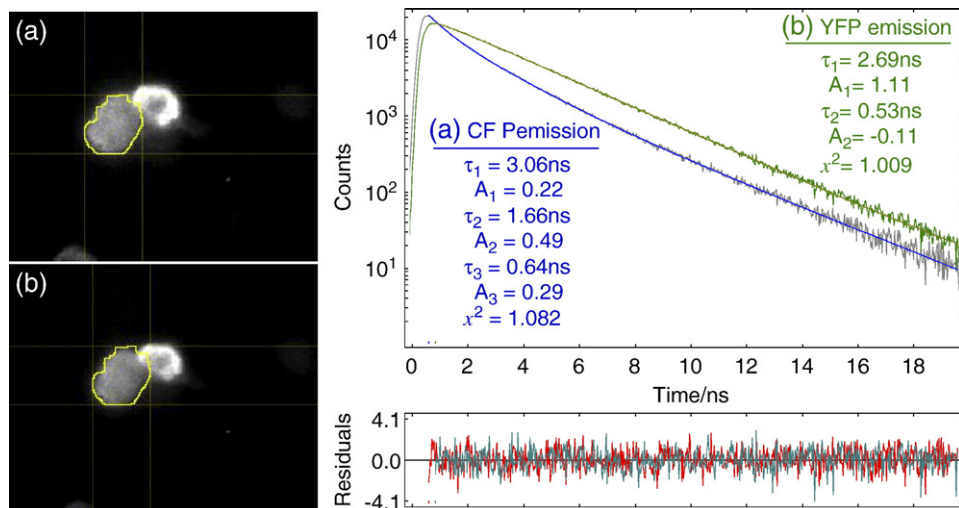 (a)
(b)
10⁴
10³
10²
10¹
Counts
(b) YFP emission
τ₁= 2.69ns
A₁= 1.11
τ₂= 0.53ns
A₂= -0.11
x²= 1.009
(a) CF Pemission
τ₁ = 3.06ns
A₁ = 0.22
τ₂ = 1.66ns
A₂ = 0.49
τ₃ = 0.64ns
A₃ = 0.29
x² = 1.082
0 2 4 6 8 10 12 14 16 18
Time/ns
Residuals
4.1
0.0
-4.1